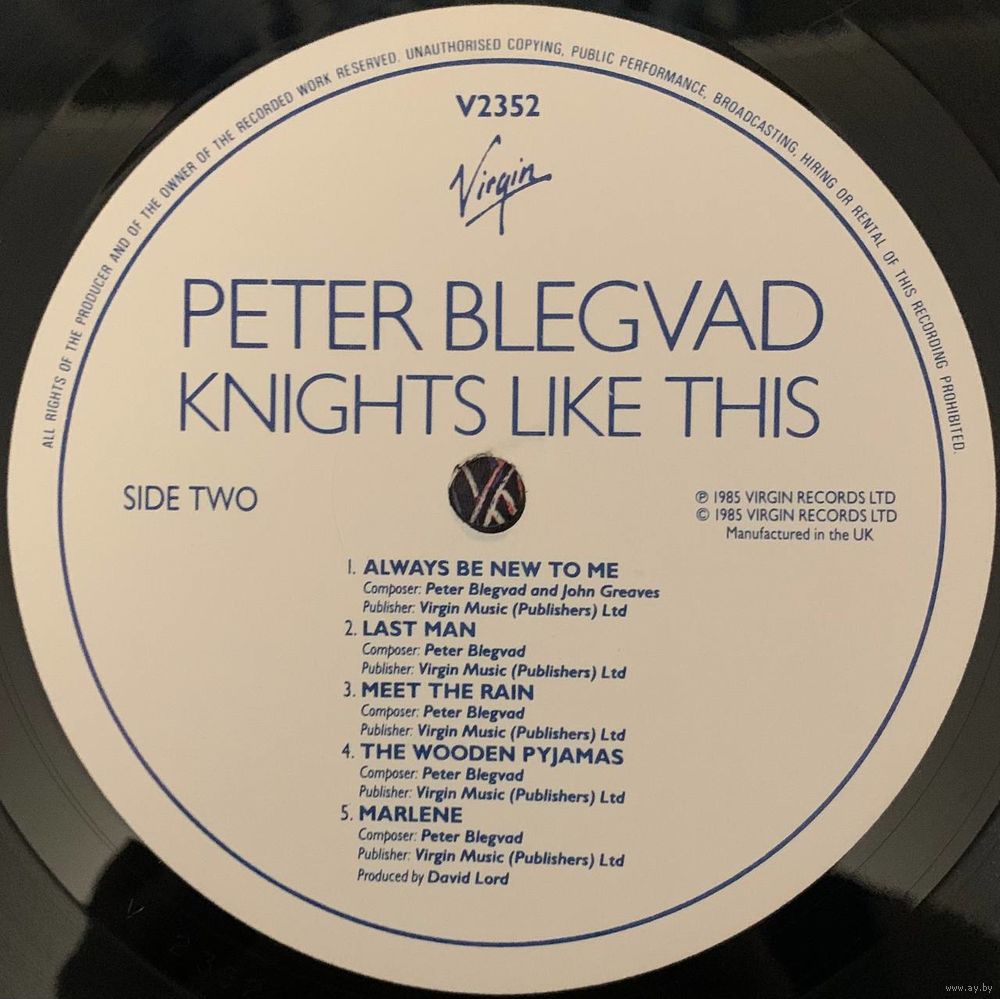 ALL RIGHTS OF THE PRODUCER AND OF THE OWNER OF THE RECORDED WORK RESERVED. UNAUTHORISED COPYING, PUBLIC PERFORMANCE, BROADCASTING, HIRING OR RENTAL OF THIS RECORDING PROHIBITED.
V2352
Virgin
PETER BLEGVAD
KNIGHTS LIKE THIS
SIDE TWO
℗ 1985 VIRGIN RECORDS LTD
© 1985 VIRGIN RECORDS LTD
Manufactured in the UK
1. ALWAYS BE NEW TO ME
Composer: Peter Blegvad and John Greaves
Publisher: Virgin Music (Publishers) Ltd
2. LAST MAN
Composer: Peter Blegvad
Publisher: Virgin Music (Publishers) Ltd
3. MEET THE RAIN
Composer: Peter Blegvad
Publisher: Virgin Music (Publishers) Ltd
4. THE WOODEN PYJAMAS
Composer: Peter Blegvad
Publisher: Virgin Music (Publishers) Ltd
5. MARLENE
Composer: Peter Blegvad
Publisher: Virgin Music (Publishers) Ltd
Produced by David Lord
www.ay.by